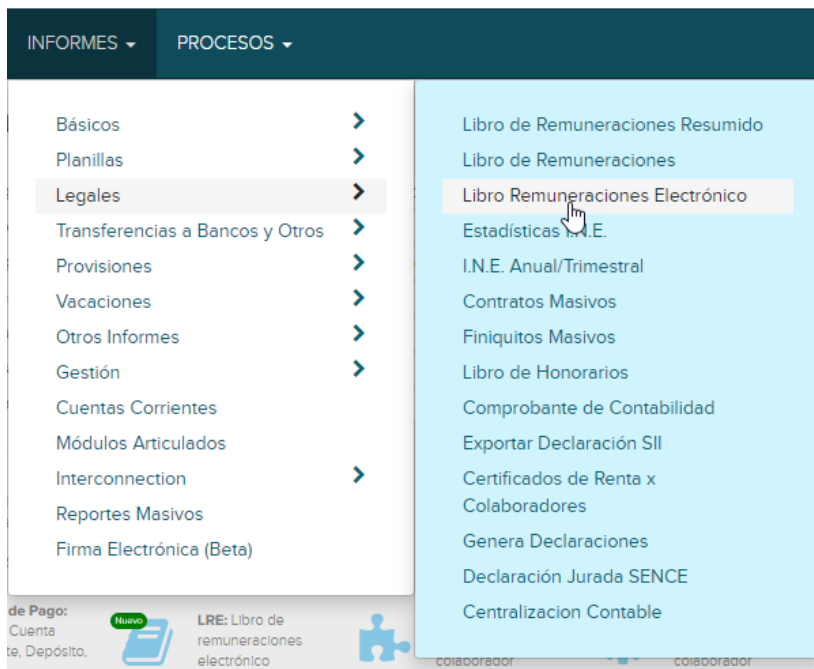 INFORMES
PROCESOS
Básicos
Planillas
Legales
Transferencias a Bancos y Otros
Provisiones
Vacaciones
Otros Informes
Gestión
Cuentas Corrientes
Módulos Articulados
Interconnection
Reportes Masivos
Firma Electrónica (Beta)
Libro de Remuneraciones Resumido
Libro de Remuneraciones
Libro Remuneraciones Electrónico
Estadísticas I.N.E.
I.N.E. Anual/Trimestral
Contratos Masivos
Finiquitos Masivos
Libro de Honorarios
Comprobante de Contabilidad
Exportar Declaración SII
Certificados de Renta x
Colaboradores
Genera Declaraciones
Declaración Jurada SENCE
Centralizacion Contable
de Pago:
Cuenta
te, Depósito,
Nuevo
LRE: Libro de
remuneraciones
electrónico
colaborador
colaborador